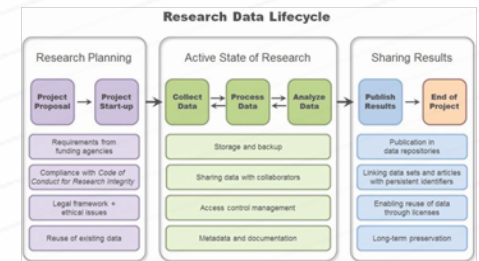 Research Data Lifecycle
Research Planning
Project
Proposal
Project
Start-up
Requirements from
funding agencies
Compliance with Code of
Conduct for Research Integrity
Legal framework +
ethical issues
Reuse of existing data
Active State of Research
Collect
Data
Process
Data
Analyze
Data
Storage and backup
Sharing data with collaborators
Access control management
Metadata and documentation
Sharing Results
Publish
Results
End of
Project
Publication in
data repositories
Linking data sets and articles
with persistent identifiers
Enabling reuse of data
through licenses
Long-term preservation